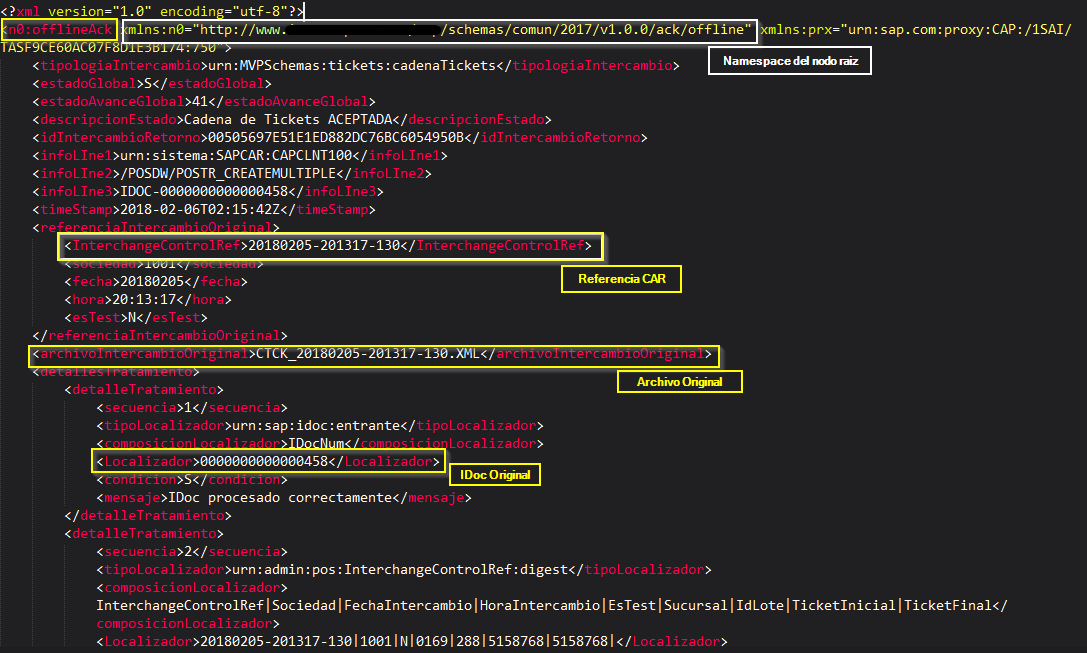 <?xml version="1.0" encoding="utf-8"?>
<n0:offlineAck xmlns:n0="http://www. /schemas/comun/2017/v1.0.0/ack/offline" xmlns:prx="urn:sap.com:proxy:CAP:/1SAI/
TASF9CE60AC07F8D1E3B174:750">
<tipologiaIntercambio>urn:MVPSchemas:tickets:cadenaTickets</tipologiaIntercambio>
Namespace del nodo raiz
<estadoGlobal>S</estadoGlobal>
<estadoAvanceGlobal>41</estadoAvanceGlobal>
<descripcionEstado>Cadena de Tickets ACEPTADA</descripcionEstado>
<idIntercambioRetorno>00505697E51E1ED882DC76BC6054950B</idIntercambioRetorno>
<infoLIne1>urn:sistema:SAPCAR:CAPCLNT100</infoLIne1>
<infoLIne2>/POSDW/POSTR_CREATEMULTIPLE</infoLIne2>
<infoLIne3>IDOC-0000000000000458</infoLIne3>
<timeStamp>2018-02-06T02:15:42Z</timeStamp>
<referenciaIntercambioOriginal>
<InterchangeControlRef>20180205-201317-130</InterchangeControlRef>
<sociedad>1001</sociedad>
<fecha>20180205</fecha>
Referencia CAR
<hora>20:13:17</hora>
<esTest>N</esTest>
</referenciaIntercambioOriginal>
<archivoIntercambioOriginal>CTCK_20180205-201317-130.XML</archivoIntercambioOriginal>
<detallesTratamiento>
Archivo Original
<detalleTratamiento>
<secuencia>1</secuencia>
<tipoLocalizador>urn:sap:idoc:entrante</tipoLocalizador>
<composicionLocalizador>IDocNum</composicionLocalizador>
<Localizador>0000000000000458</Localizador>
IDoc Original
<condicion>S</condicion>
<mensaje>IDoc procesado correctamente</mensaje>
</detalleTratamiento>
<detalleTratamiento>
<secuencia>2</secuencia>
<tipoLocalizador>urn:admin:pos:InterchangeControlRef:digest</tipoLocalizador>
<composicionLocalizador>
InterchangeControlRef|Sociedad|FechaIntercambio|HoraIntercambio|EsTest|Sucursal|IdLote|TicketInicial|TicketFinal</
composicionLocalizador>
<Localizador>20180205-201317-130|1001|N|0169|288|5158768|5158768|</Localizador>